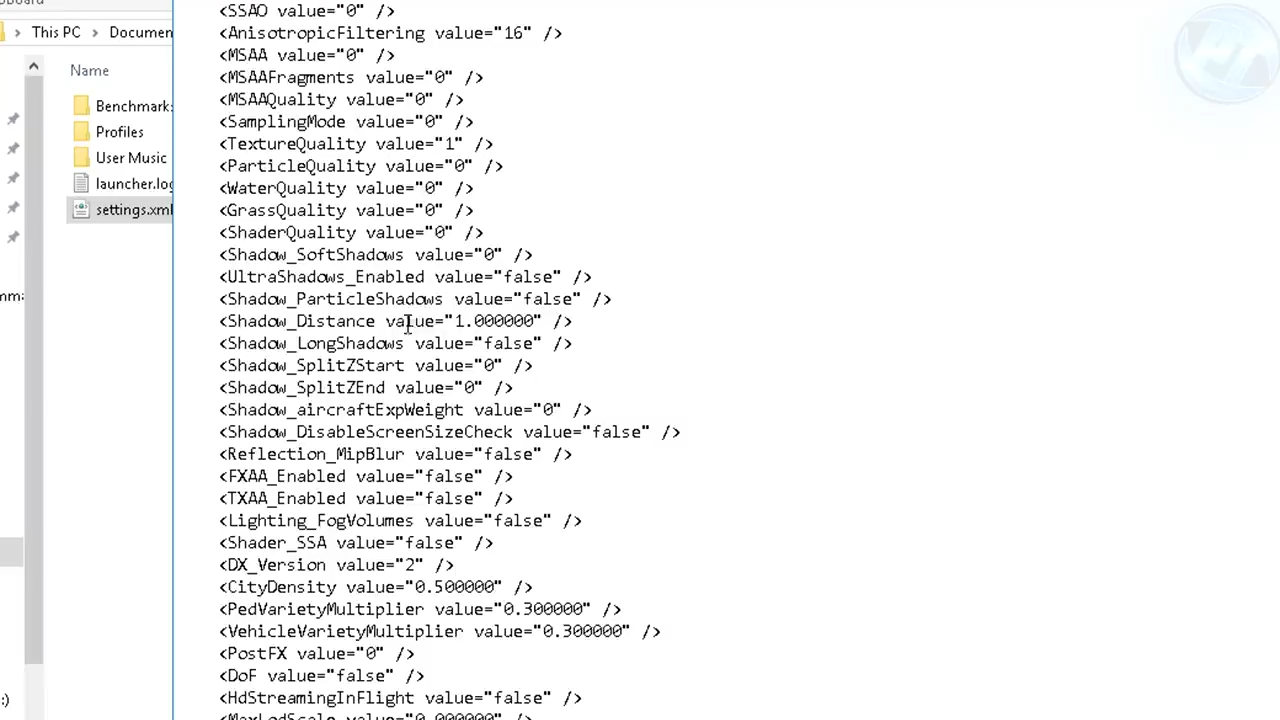 This PC > Documen
Name
Benchmark
Profiles
User Music
launcher.log
settings.xml
<SSAO value="0" />
<AnisotropicFiltering value="16" />
<MSAA value="0" />
<MSAAFragments value="0" />
<MSAAQuality value="0" />
<SamplingMode value="0" />
<TextureQuality value="1" />
<ParticleQuality value="0" />
<WaterQuality value="0" />
<GrassQuality value="0" />
<ShaderQuality value="0" />
<Shadow_SoftShadows value="0" />
<UltraShadows_Enabled value="false" />
<Shadow_ParticleShadows value="false" />
<Shadow_Distance value="1.000000" />
<Shadow_LongShadows value="false" />
<Shadow_SplitZStart value="0" />
<Shadow_SplitZEnd value="0" />
<Shadow_aircraftExpWeight value="0" />
<Shadow_DisableScreenSizeCheck value="false" />
<Reflection_MipBlur value="false" />
<FXAA_Enabled value="false" />
<TXAA_Enabled value="false" />
<Lighting_FogVolumes value="false" />
<Shader_SSA value="false" />
<DX_Version value="2" />
<CityDensity value="0.500000" />
<PedVarietyMultiplier value="0.300000" />
<VehicleVarietyMultiplier value="0.300000" />
<PostFX value="0" />
<DoF value="false" />
<HdStreamingInFlight value="false" />
<MaxLodScale value="0.000000" />